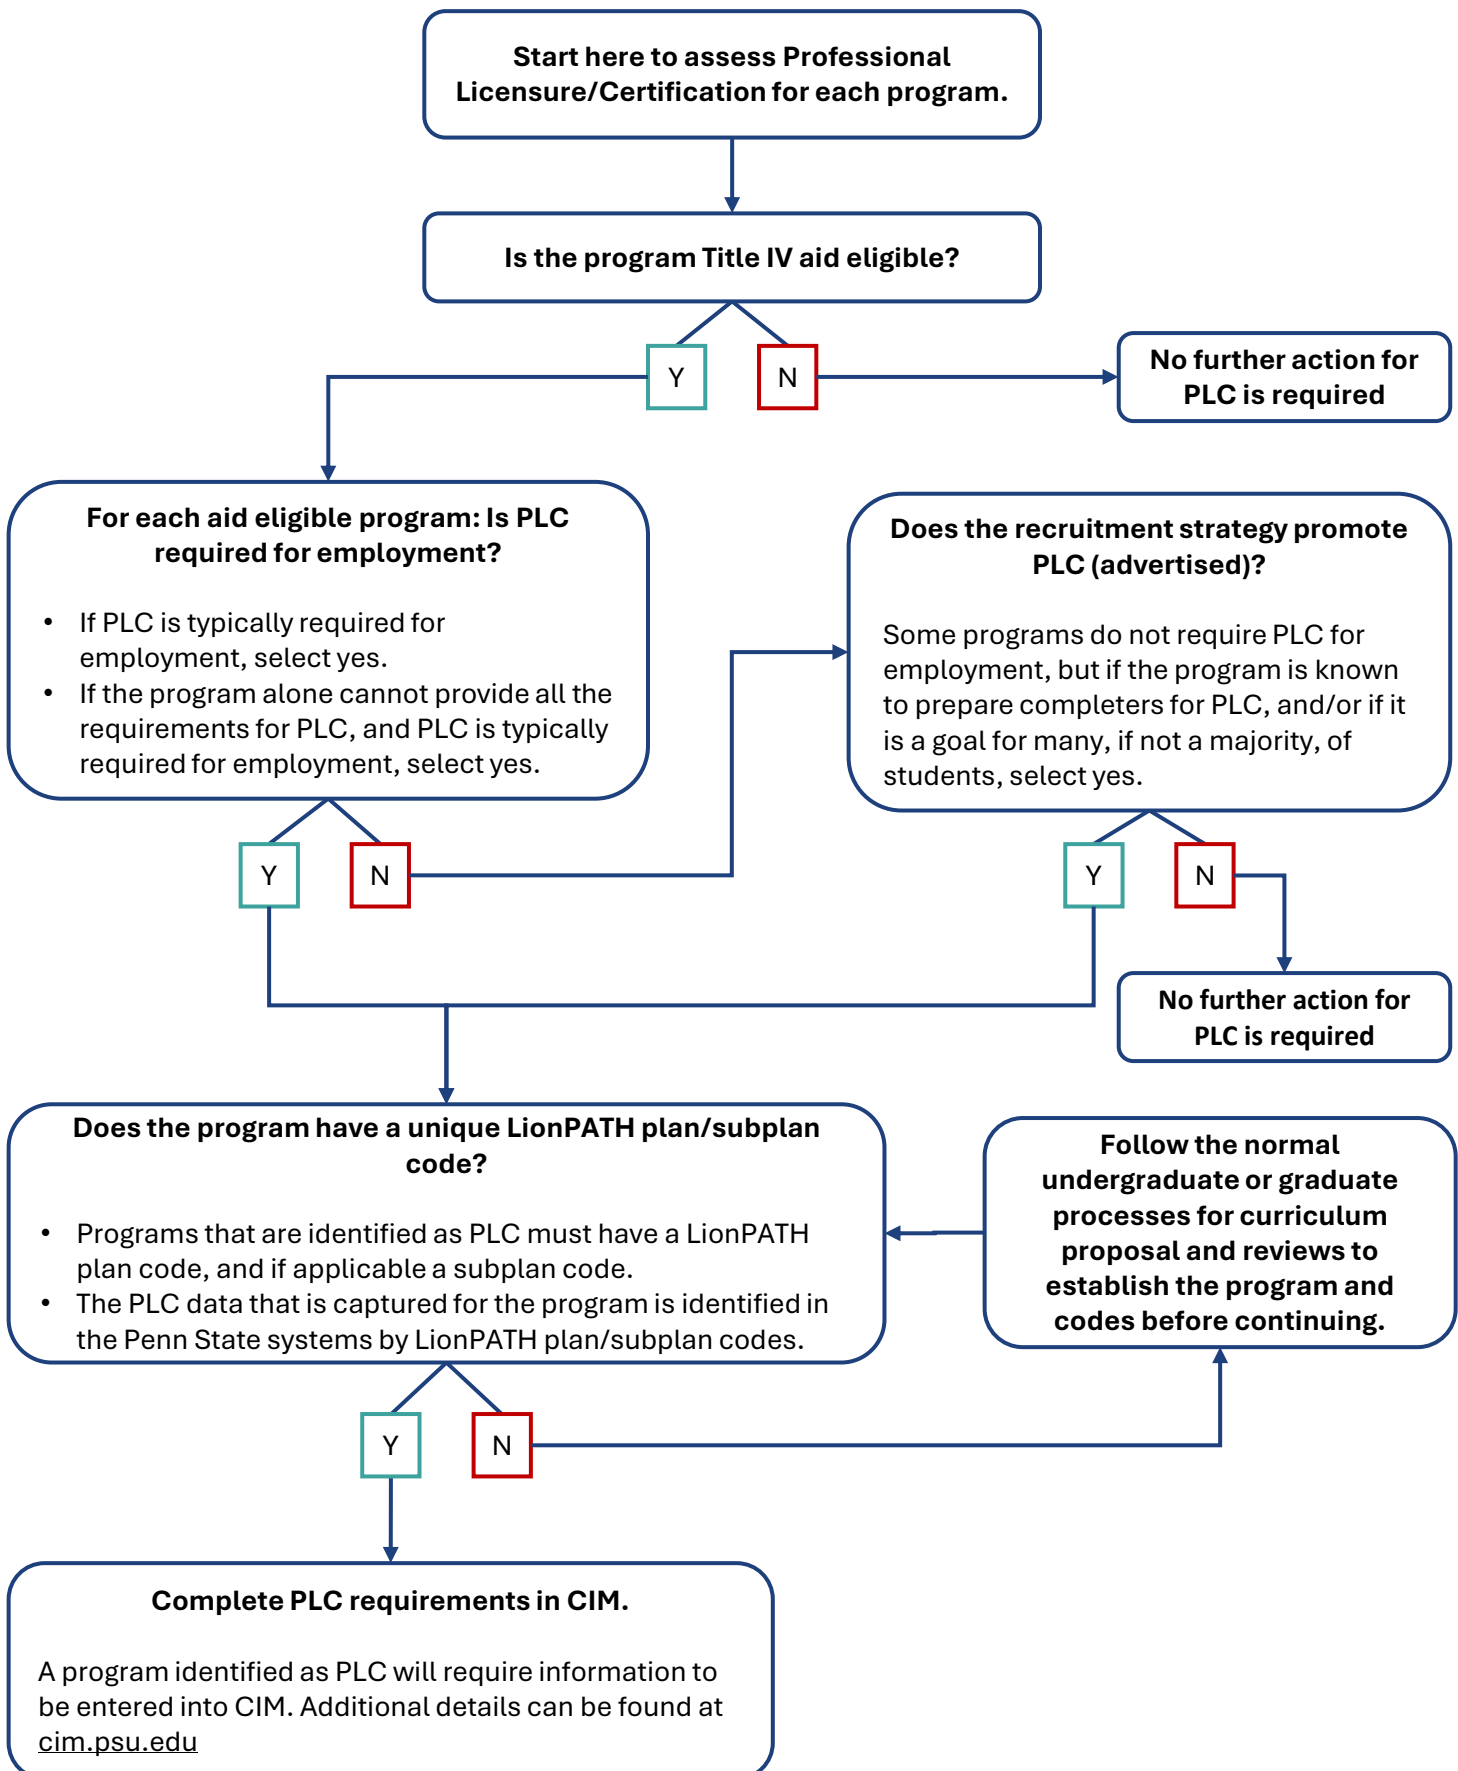 Start here to assess Professional
Licensure/Certification for each program.
Is the program Title IV aid eligible?
Y
N
No further action for
PLC is required
For each aid eligible program: Is PLC
required for employment?
• If PLC is typically required for
employment, select yes.
• If the program alone cannot provide all the
requirements for PLC, and PLC is typically
required for employment, select yes.
Y
N
Does the recruitment strategy promote
PLC (advertised)?
Some programs do not require PLC for
employment, but if the program is known
to prepare completers for PLC, and/or if it
is a goal for many, if not a majority, of
students, select yes.
Y
N
No further action for
PLC is required
Does the program have a unique LionPATH plan/subplan
code?
• Programs that are identified as PLC must have a LionPATH
plan code, and if applicable a subplan code.
• The PLC data that is captured for the program is identified in
the Penn State systems by LionPATH plan/subplan codes.
Y
N
Follow the normal
undergraduate or graduate
processes for curriculum
proposal and reviews to
establish the program and
codes before continuing.
Complete PLC requirements in CIM.
A program identified as PLC will require information to
be entered into CIM. Additional details can be found at
cim.psu.edu